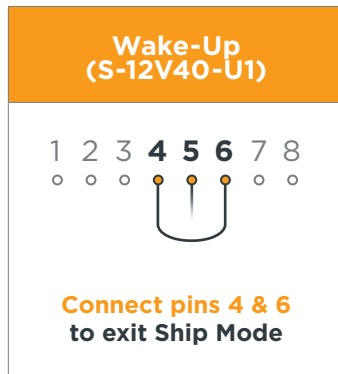 Wake-Up
(S-12V40-U1)
1 2 3 4 5 6 7 8
Connect pins 4 & 6
to exit Ship Mode